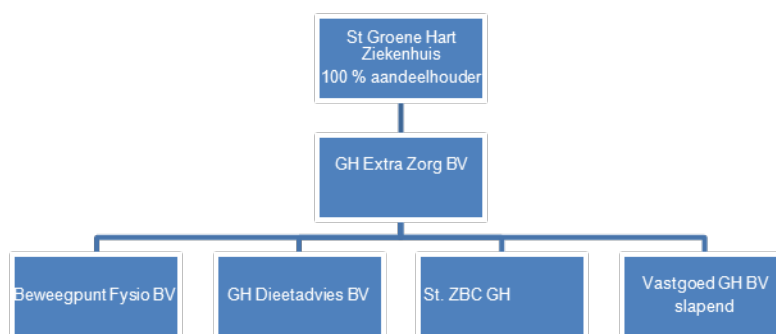 St Groene Hart
Ziekenhuis
100 % aandeelhouder
GH Extra Zorg BV
Beweegpunt Fysio BV
GH Dieetadvies BV
St. ZBC GH
Vastgoed GH BV
slapend